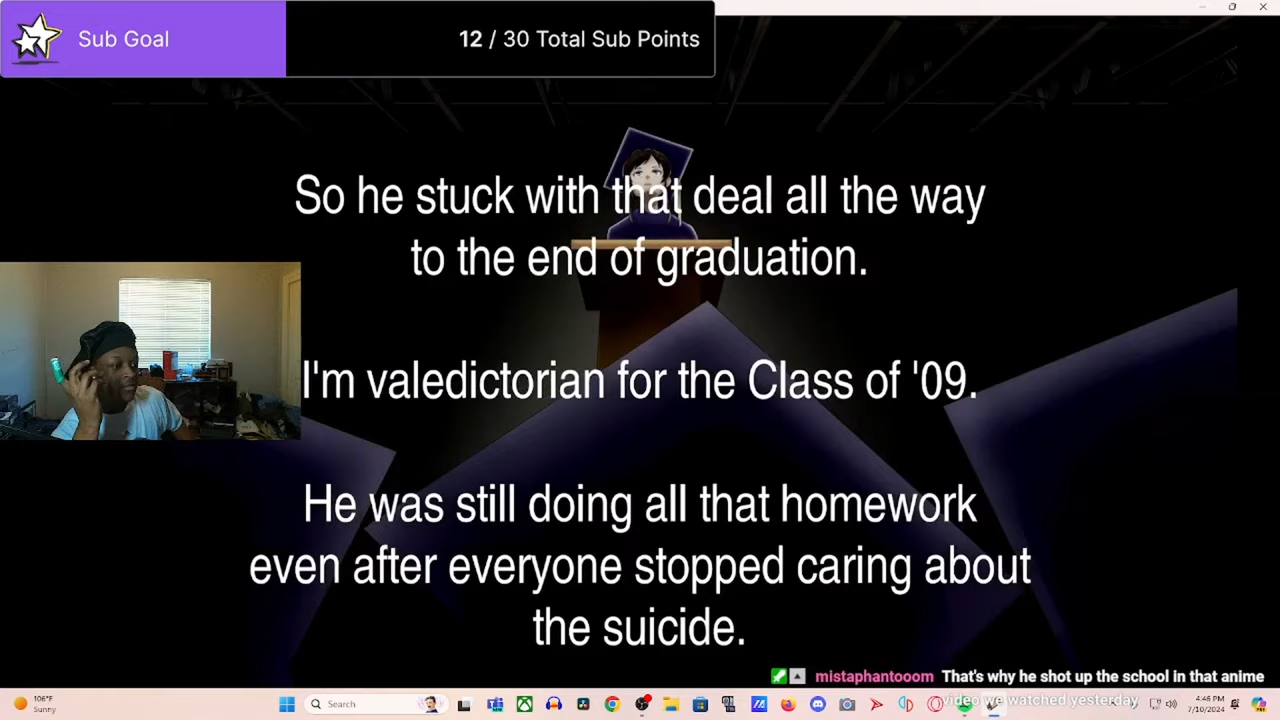 Sub Goal
12 / 30 Total Sub Points
So he stuck with that deal all the way
to the end of graduation.
I'm valedictorian for the Class of '09.
He was still doing all that homework
even after everyone stopped caring about
the suicide.
mistaphantooom That's why he shot up the school in that anime
video we watched yesterday
106°F
Sunny
Search
4:46 PM
7/10/2024